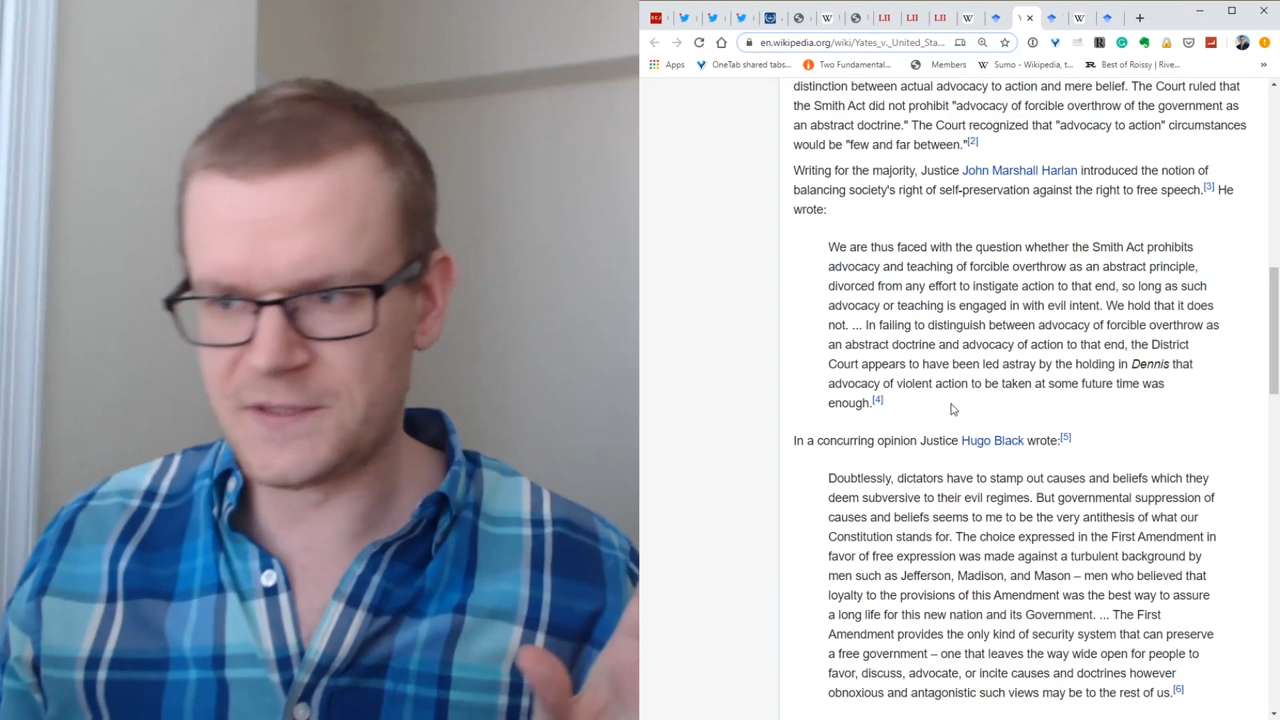 en.wikipedia.org/wiki/Yates_v._United_Sta...
Apps
OneTab shared tabs...
Two Fundamental...
Members
Sumo - Wikipedia, t...
Best of Roissy | Rive...
»
distinction between actual advocacy to action and mere belief. The Court ruled that
the Smith Act did not prohibit "advocacy of forcible overthrow of the government as
an abstract doctrine." The Court recognized that "advocacy to action" circumstances
would be "few and far between."[2]
Writing for the majority, Justice John Marshall Harlan introduced the notion of
balancing society's right of self-preservation against the right to free speech.[3] He
wrote:
We are thus faced with the question whether the Smith Act prohibits
advocacy and teaching of forcible overthrow as an abstract principle,
divorced from any effort to instigate action to that end, so long as such
advocacy or teaching is engaged in with evil intent. We hold that it does
not. ... In failing to distinguish between advocacy of forcible overthrow as
an abstract doctrine and advocacy of action to that end, the District
Court appears to have been led astray by the holding in Dennis that
advocacy of violent action to be taken at some future time was
enough.[4]
In a concurring opinion Justice Hugo Black wrote:[5]
Doubtlessly, dictators have to stamp out causes and beliefs which they
deem subversive to their evil regimes. But governmental suppression of
causes and beliefs seems to me to be the very antithesis of what our
Constitution stands for. The choice expressed in the First Amendment in
favor of free expression was made against a turbulent background by
men such as Jefferson, Madison, and Mason – men who believed that
loyalty to the provisions of this Amendment was the best way to assure
a long life for this new nation and its Government. ... The First
Amendment provides the only kind of security system that can preserve
a free government – one that leaves the way wide open for people to
favor, discuss, advocate, or incite causes and doctrines however
obnoxious and antagonistic such views may be to the rest of us.[6]